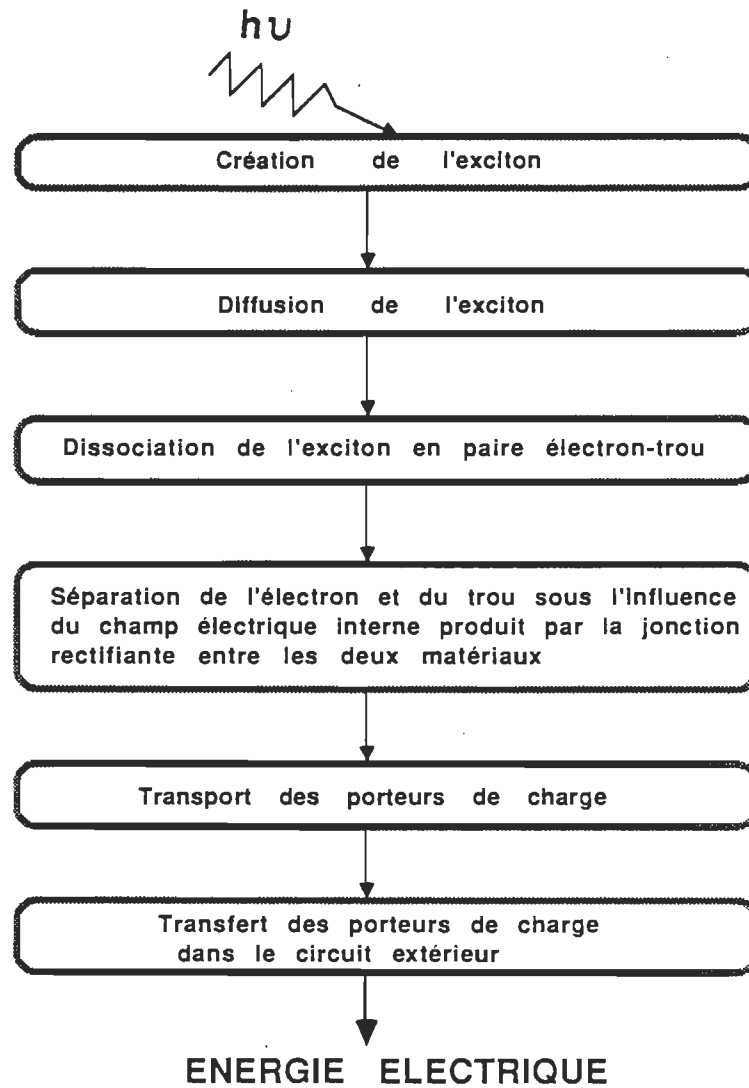 hυ
Création de l'exciton
Diffusion de l'exciton
Dissociation de l'exciton en paire électron-trou
Séparation de l'électron et du trou sous l'influence
du champ électrique interne produit par la jonction
rectifiante entre les deux matériaux
Transport des porteurs de charge
Transfert des porteurs de charge
dans le circuit extérieur
ENERGIE ELECTRIQUE